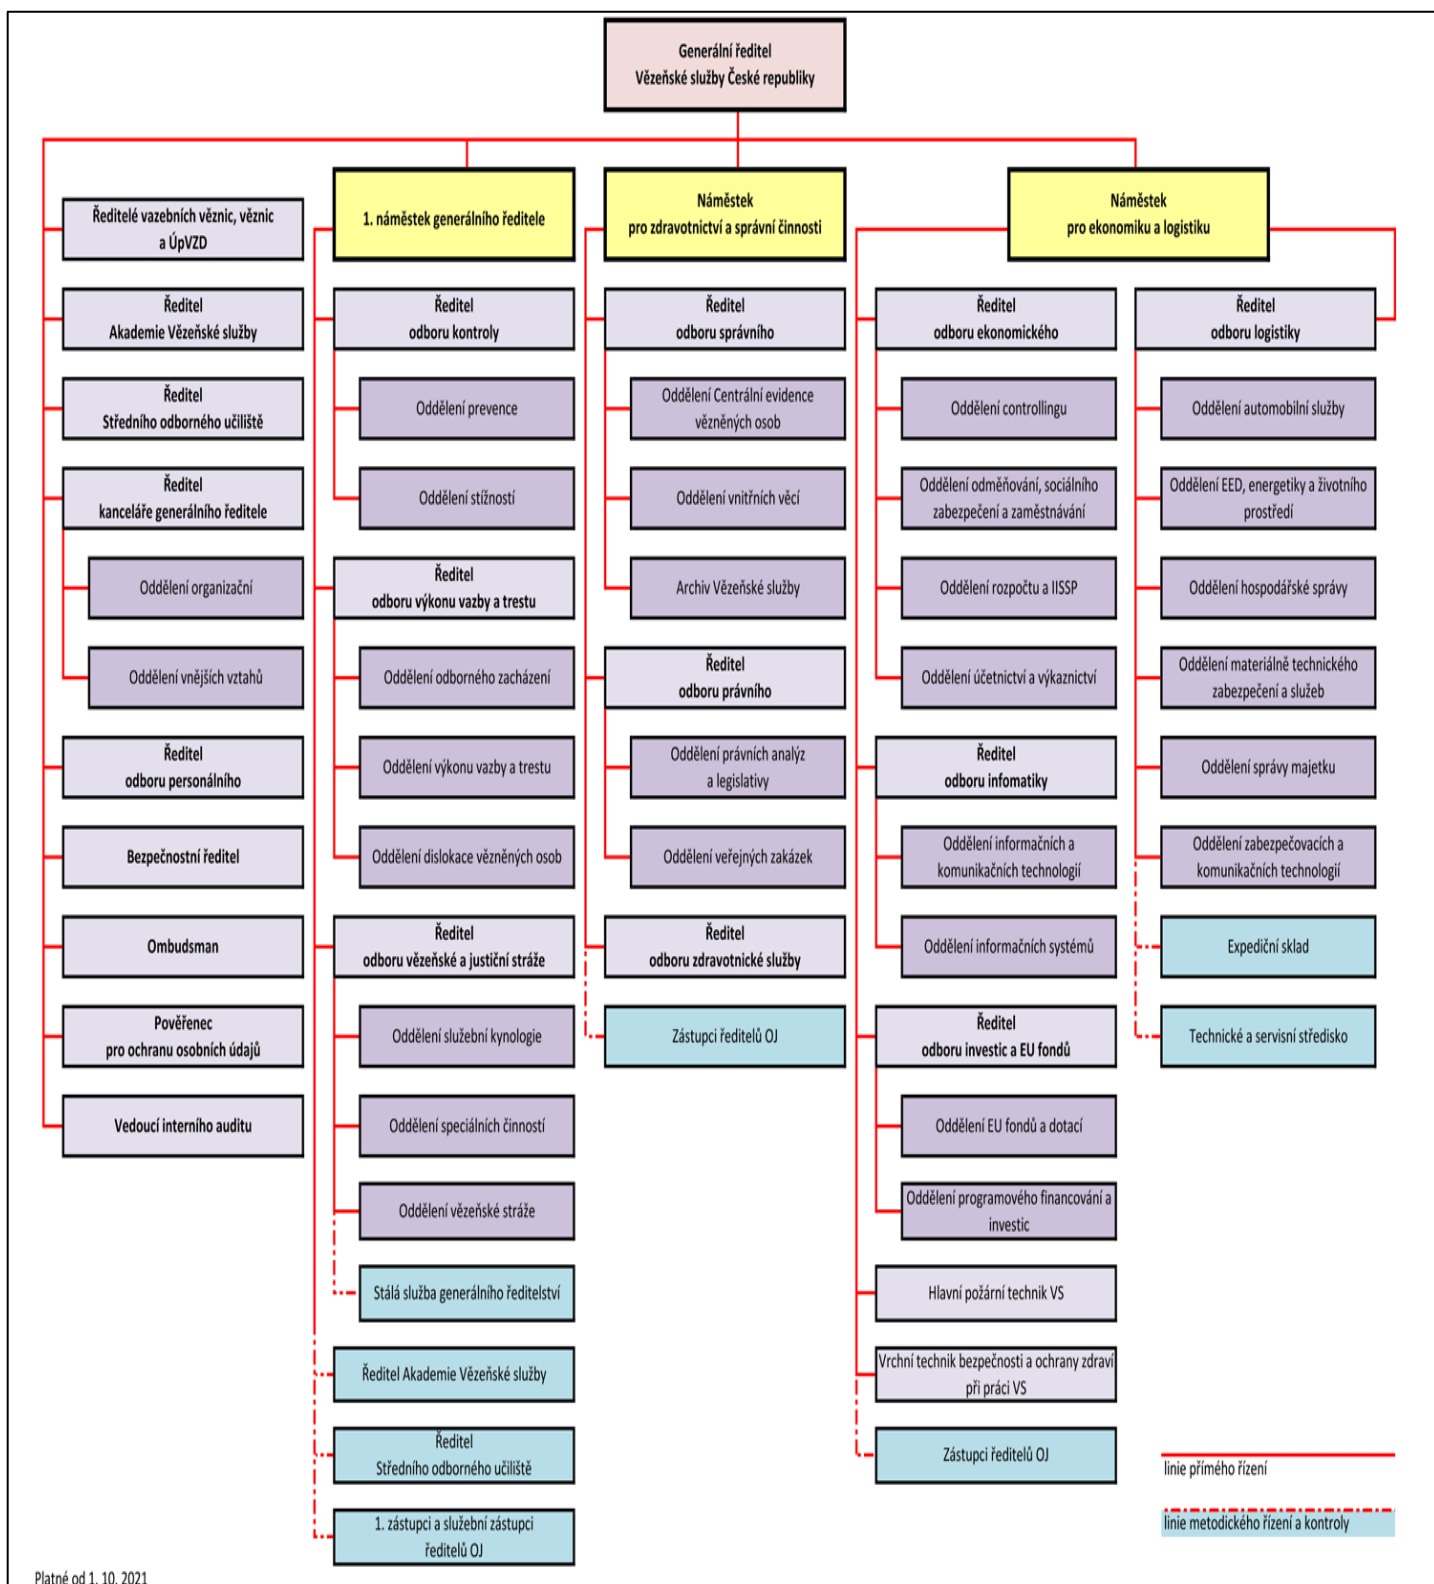 Generální ředitel
Vězeňské služby České republiky
Ředitelé vazebních věznic, věznic
a ÚpVZD
Ředitel
Akademie Vězeňské služby
Ředitel
Středního odborného učiliště
Ředitel
kanceláře generálního ředitele
Oddělení organizační
Oddělení vnějších vztahů
Ředitel
odboru personálního
Bezpečnostní ředitel
Ombudsman
Pověřenec
pro ochranu osobních údajů
Vedoucí interního auditu
1. náměstek generálního ředitele
Ředitel
odboru kontroly
Oddělení prevence
Oddělení stížností
Ředitel
odboru výkonu vazby a trestu
Oddělení odborného zacházení
Oddělení výkonu vazby a trestu
Oddělení dislokace vězněných osob
Ředitel
odboru vězeňské a justiční stráže
Oddělení služební kynologie
Oddělení speciálních činností
Oddělení vězeňské stráže
Stálá služba generálního ředitelství
Ředitel Akademie Vězeňské služby
Ředitel
Středního odborného učiliště
1. zástupci a služební zástupci
ředitelů OJ
Náměstek
pro zdravotnictví a správní činnosti
Ředitel
odboru správního
Oddělení Centrální evidence
vězněných osob
Oddělení vnitřních věcí
Archiv Vězeňské služby
Ředitel
odboru právního
Oddělení právních analýz
a legislativy
Oddělení veřejných zakázek
Ředitel
odboru zdravotnické služby
Zástupci ředitelů OJ
Náměstek
pro ekonomiku a logistiku
Ředitel
odboru ekonomického
Oddělení controllingu
Oddělení odměňování, sociálního
zabezpečení a zaměstnávání
Oddělení rozpočtu a IISSP
Oddělení účetnictví a výkaznictví
Ředitel
odboru infomatiky
Oddělení informačních a
komunikačních technologií
Oddělení informačních systémů
Ředitel
odboru investic a EU fondů
Oddělení EU fondů a dotací
Oddělení programového financování a
investic
Hlavní požární technik VS
Vrchní technik bezpečnosti a ochrany zdraví
při práci VS
Zástupci ředitelů OJ
Ředitel
odboru logistiky
Oddělení automobilní služby
Oddělení EED, energetiky a životního
prostředí
Oddělení hospodářské správy
Oddělení materiálně technického
zabezpečení a služeb
Oddělení správy majetku
Oddělení zabezpečovacích a
komunikačních technologií
Expediční sklad
Technické a servisní středisko
linie přímého řízení
linie metodického řízení a kontroly
Platné od 1. 10. 2021